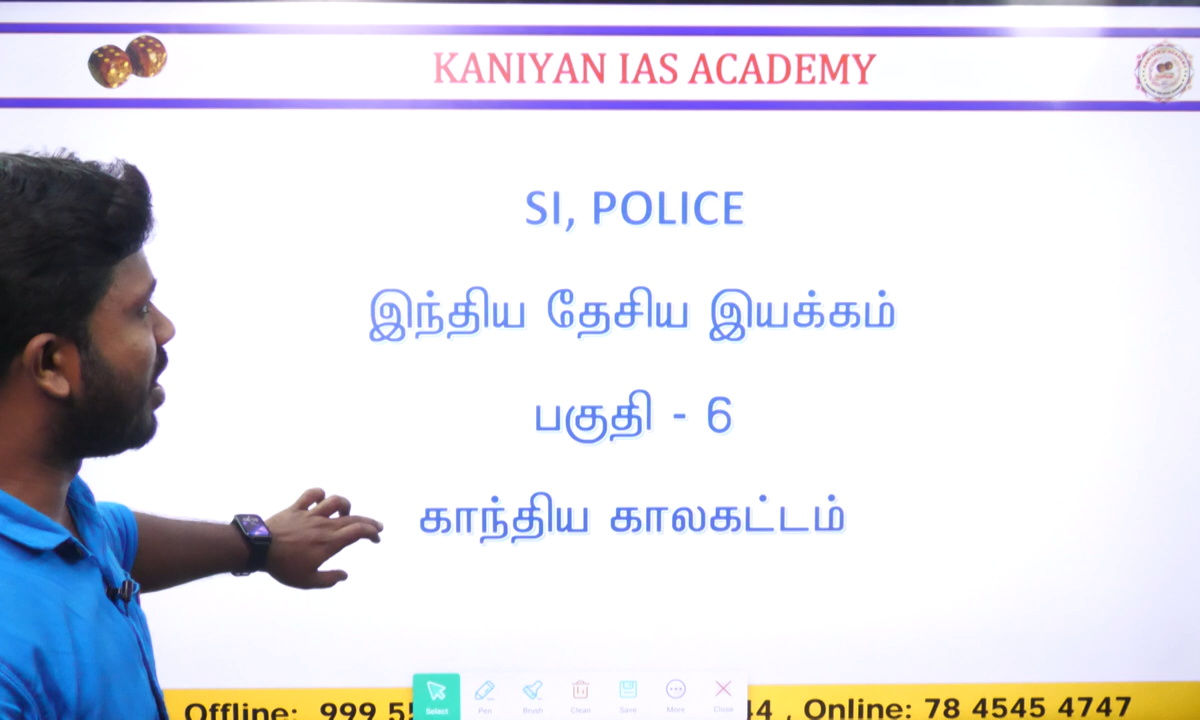 KANIYAN IAS ACADEMY
SI, POLICE
இந்திய தேசிய இயக்கம்
பகுதி - 6
காந்திய காலகட்டம்
Select Pen Brush Clean Save More Close
Offline: 999 44 , Online: 78 4545 4747